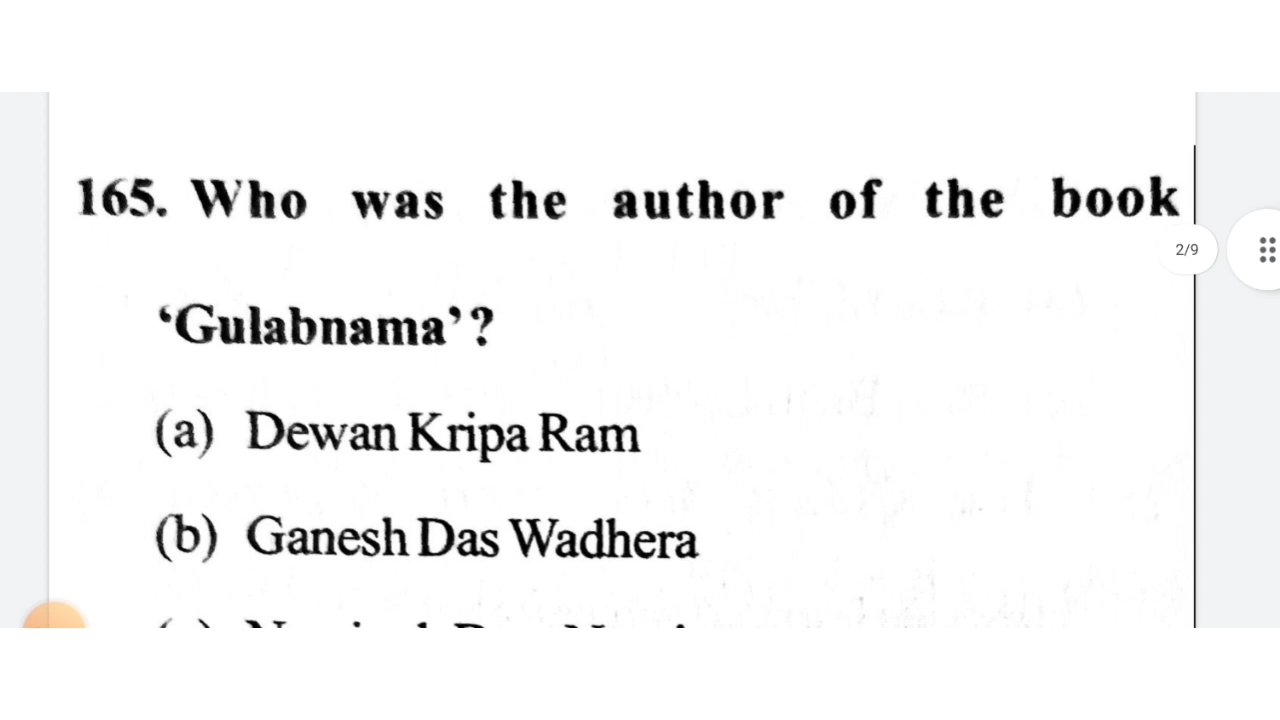 165. Who was the author of the book
2/9
‘Gulabnama’?
(a) Dewan Kripa Ram
(b) Ganesh Das Wadhera